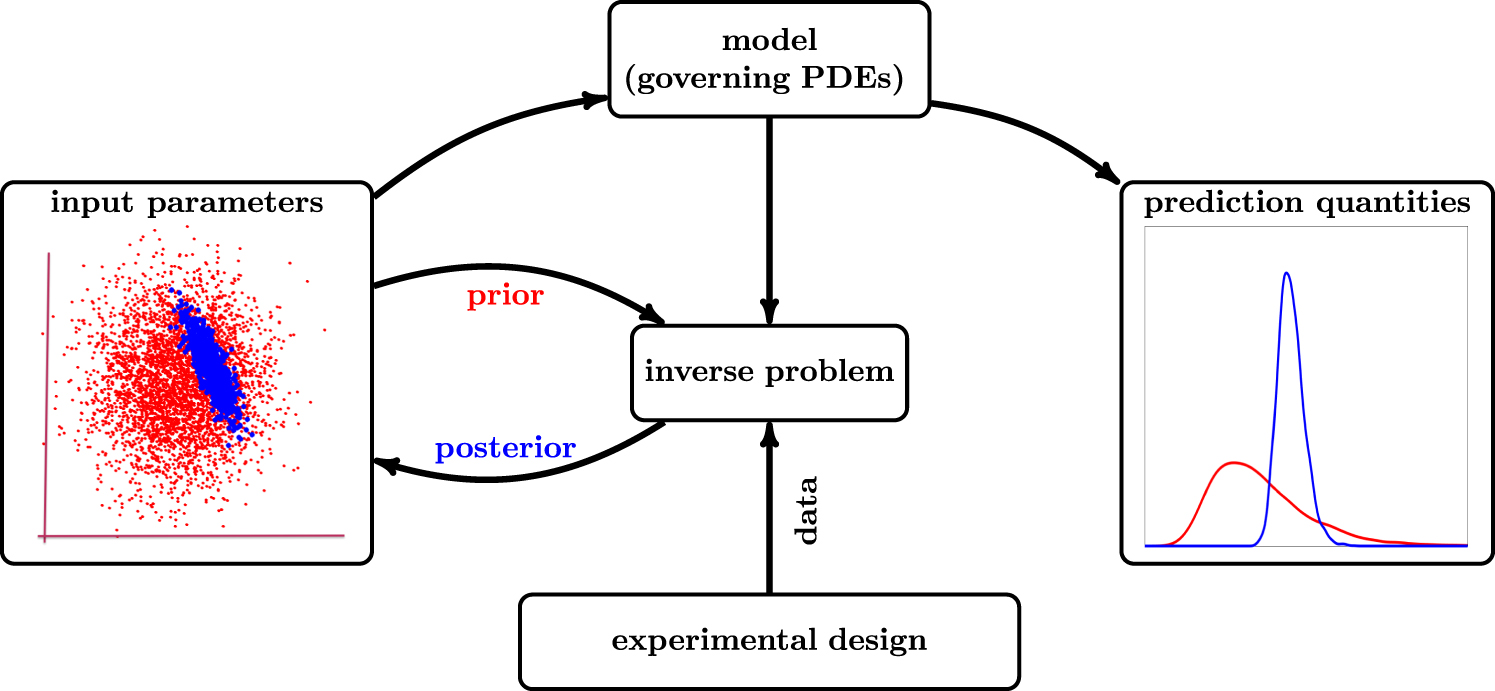 model
(governing PDEs)
input parameters
prediction quantities
prior
inverse problem
posterior
data
experimental design